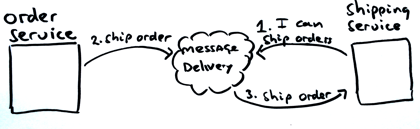 order
service
2. ship order
message
Delivery
1. I can
ship orders
3. ship order
Shipping
Service